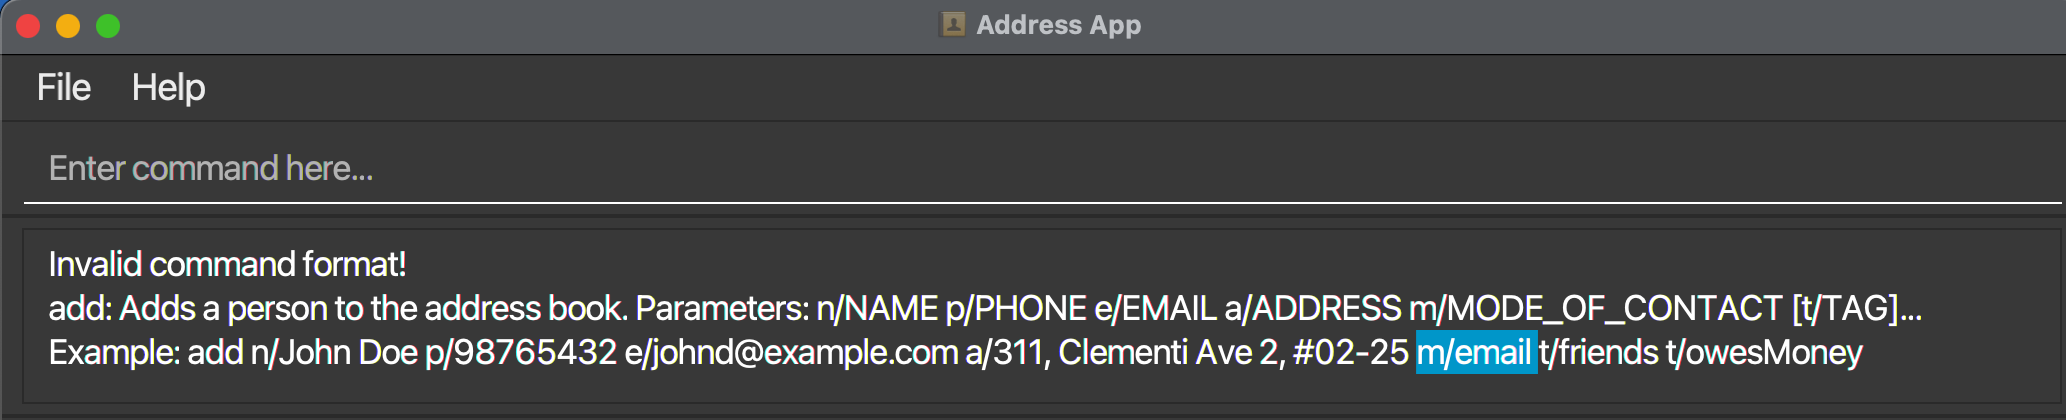 Address App
File Help
Enter command here...
Invalid command format!
add: Adds a person to the address book. Parameters: n/NAME p/PHONE e/EMAIL a/ADDRESS m/MODE_OF_CONTACT [t/TAG]...
Example: add n/John Doe p/98765432 e/johnd@example.com a/311, Clementi Ave 2, #02-25 m/email t/friends t/owesMoney